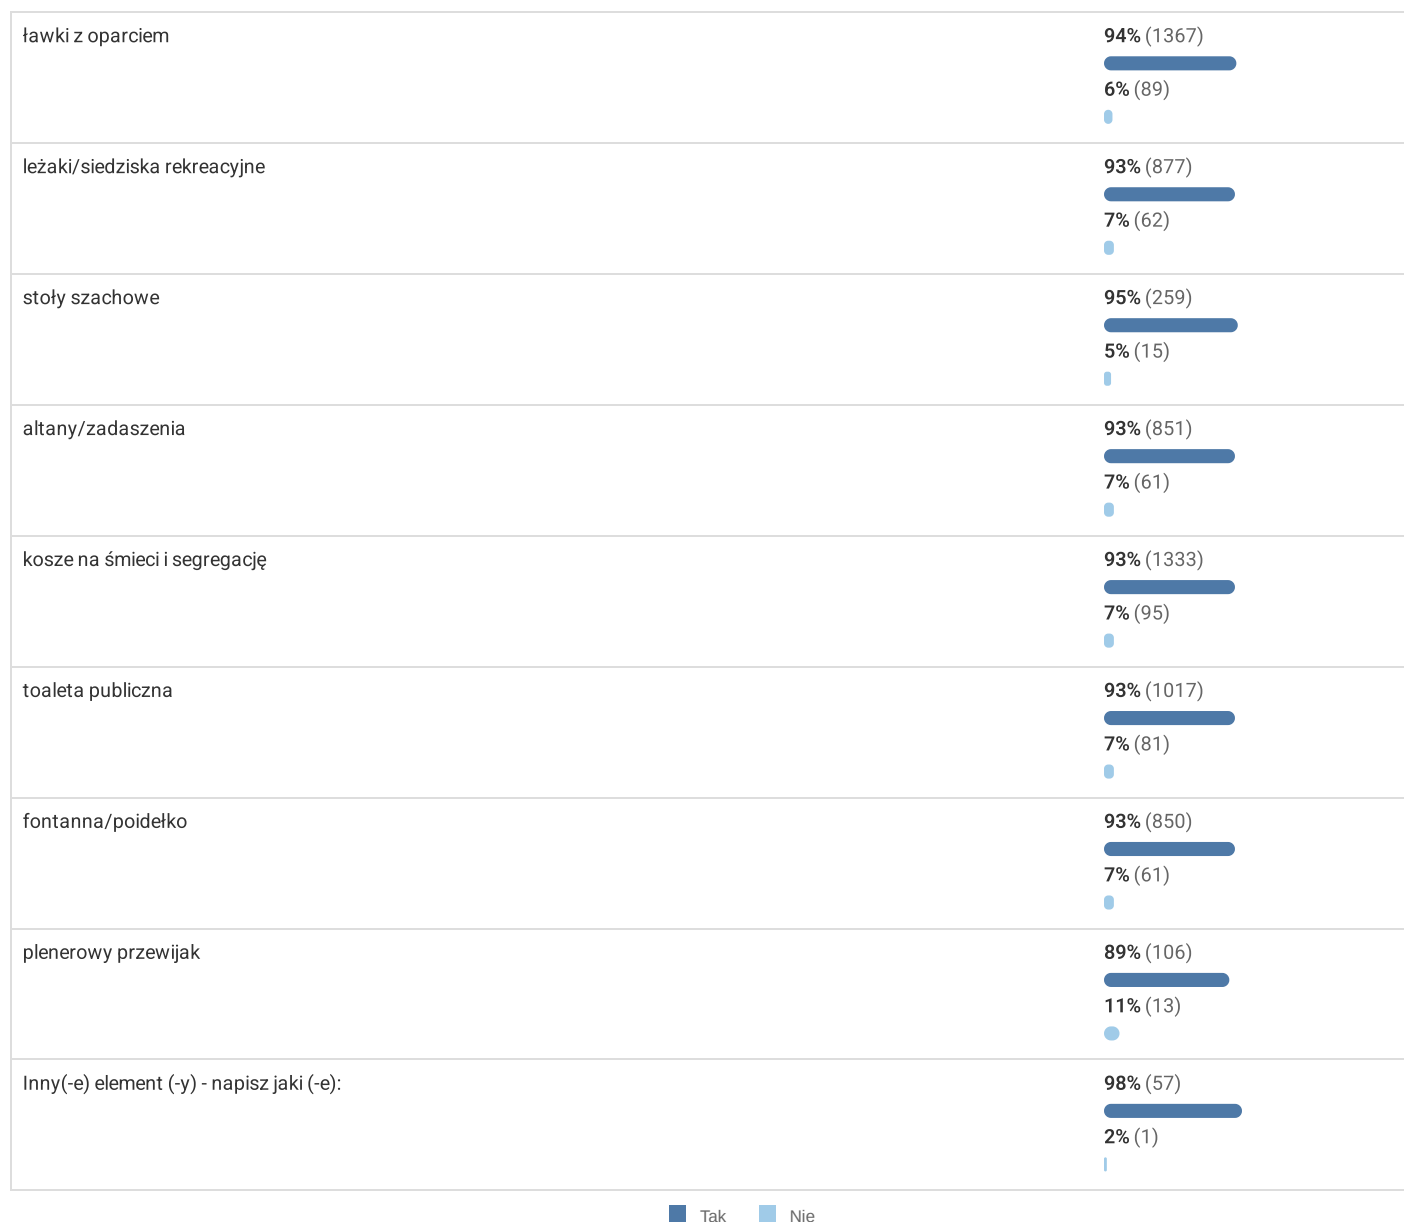 ławki z oparciem
94% (1367)
6% (89)
leżaki/siedziska rekreacyjne
93% (877)
7% (62)
stoły szachowe
95% (259)
5% (15)
altany/zadaszenia
93% (851)
7% (61)
kosze na śmieci i segregację
93% (1333)
7% (95)
toaleta publiczna
93% (1017)
7% (81)
fontanna/poidełko
93% (850)
7% (61)
plenerowy przewijak
89% (106)
11% (13)
Inny(-e) element (-y) - napisz jaki (-e):
98% (57)
2% (1)
Tak Nie